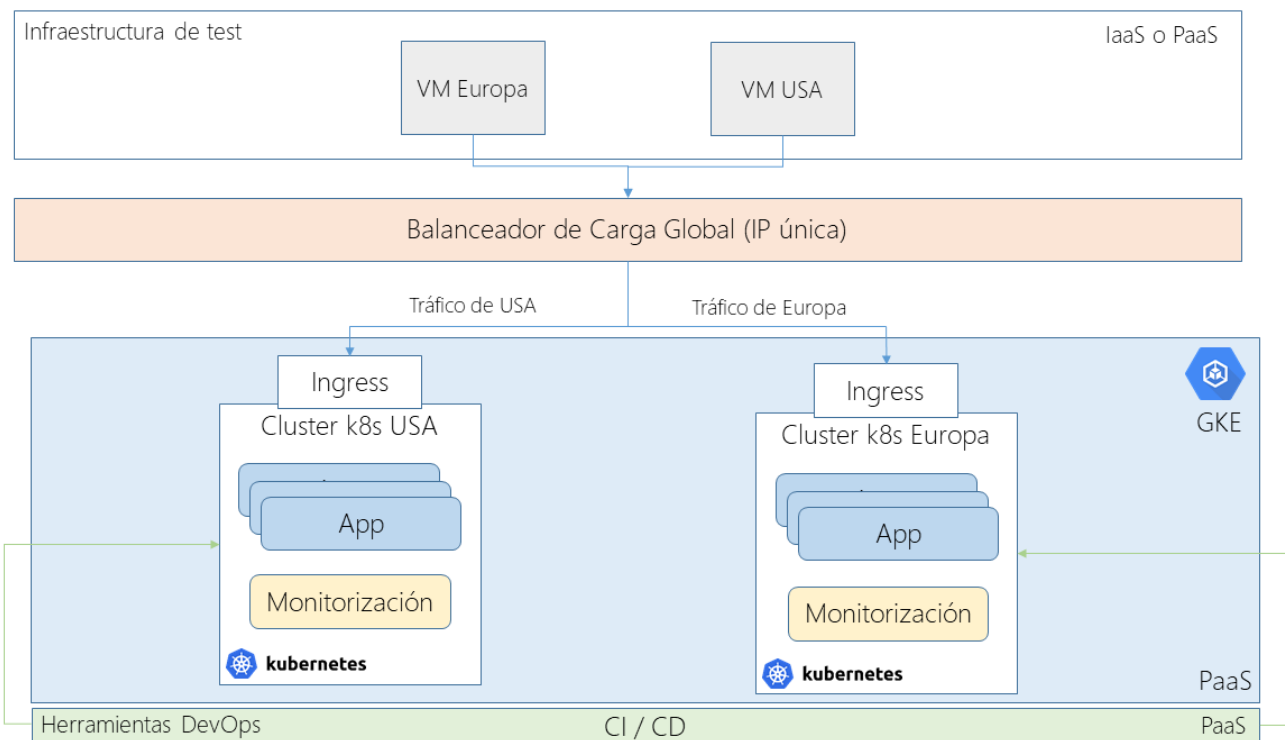 Infraestructura de test
IaaS o PaaS
VM Europa
VM USA
Balanceador de Carga Global (IP única)
Tráfico de USA
Tráfico de Europa
Ingress
Ingress
GKE
Cluster k8s USA
Cluster k8s Europa
App
App
Monitorización
Monitorización
kubernetes
kubernetes
PaaS
Herramientas DevOps
CI / CD
PaaS